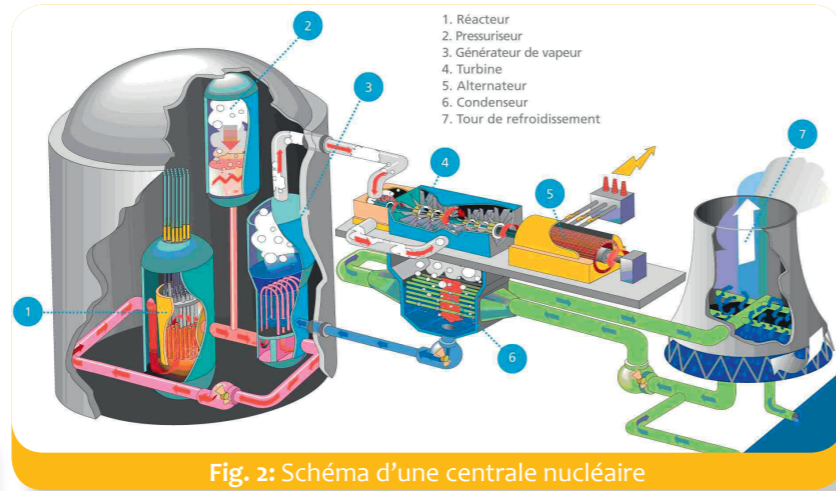 1. Réacteur
2. Pressuriseur
3. Générateur de vapeur
4. Turbine
5. Alternateur
6. Condenseur
7. Tour de refroidissement
2
3
7
4
5
1
6
Fig. 2: Schéma d'une centrale nucléaire